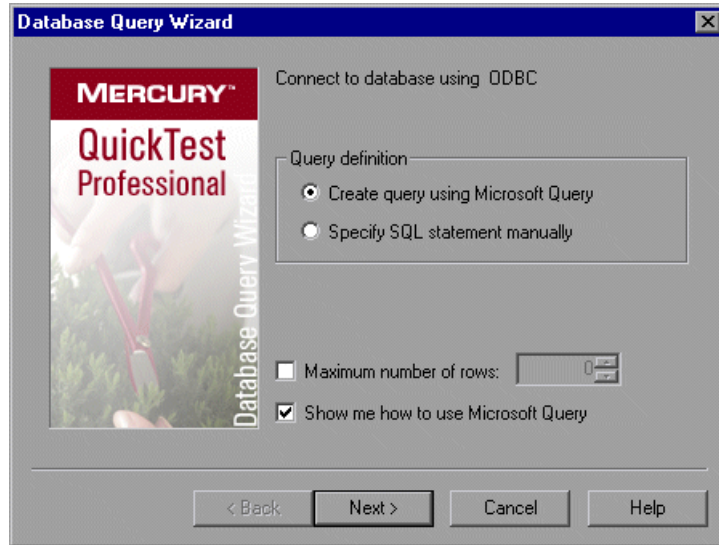 Database Query Wizard
MERCURY™
QuickTest
Professional
Database Query Wizard
Connect to database using ODBC
Query definition
Create query using Microsoft Query
Specify SQL statement manually
Maximum number of rows: 0
Show me how to use Microsoft Query
< Back Next > Cancel Help